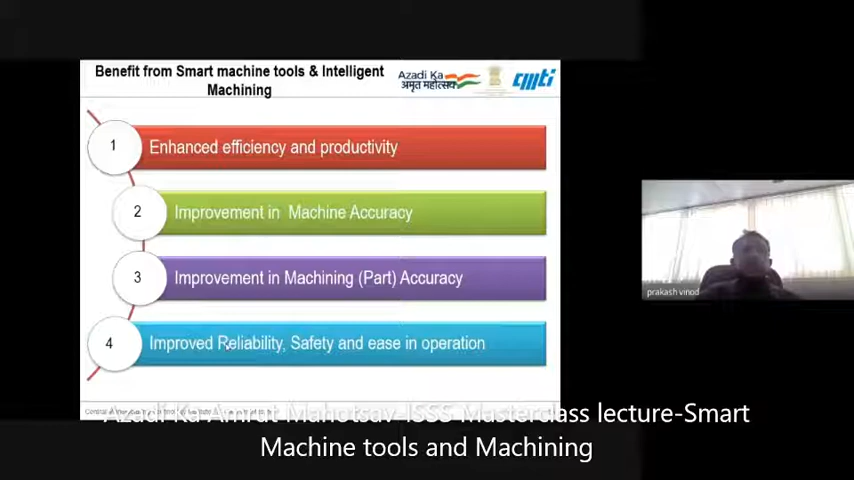 Benefit from Smart machine tools & Intelligent
Machining
Azadi Ka
अमृत महोत्सव
cmti
1
Enhanced efficiency and productivity
2
Improvement in Machine Accuracy
3
Improvement in Machining (Part) Accuracy
4
Improved Reliability, Safety and ease in operation
prakash vinod
Azadi Ka Amrut Mahotsav-ISSS Masterclass lecture-Smart
Machine tools and Machining